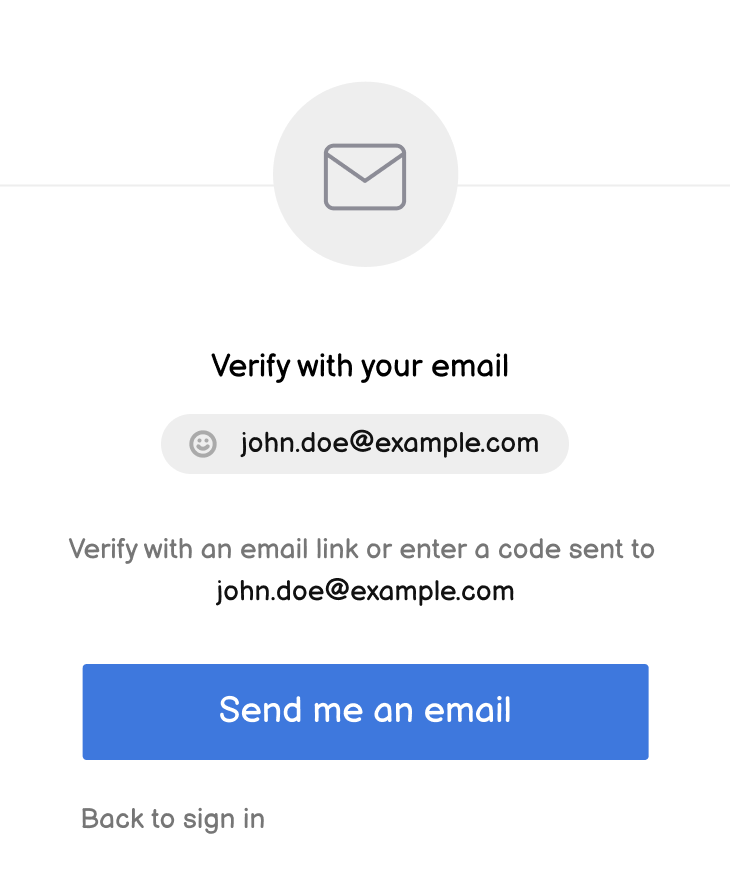 Verify with your email
john.doe@example.com
Verify with an email link or enter a code sent to
john.doe@example.com
Send me an email
Back to sign in